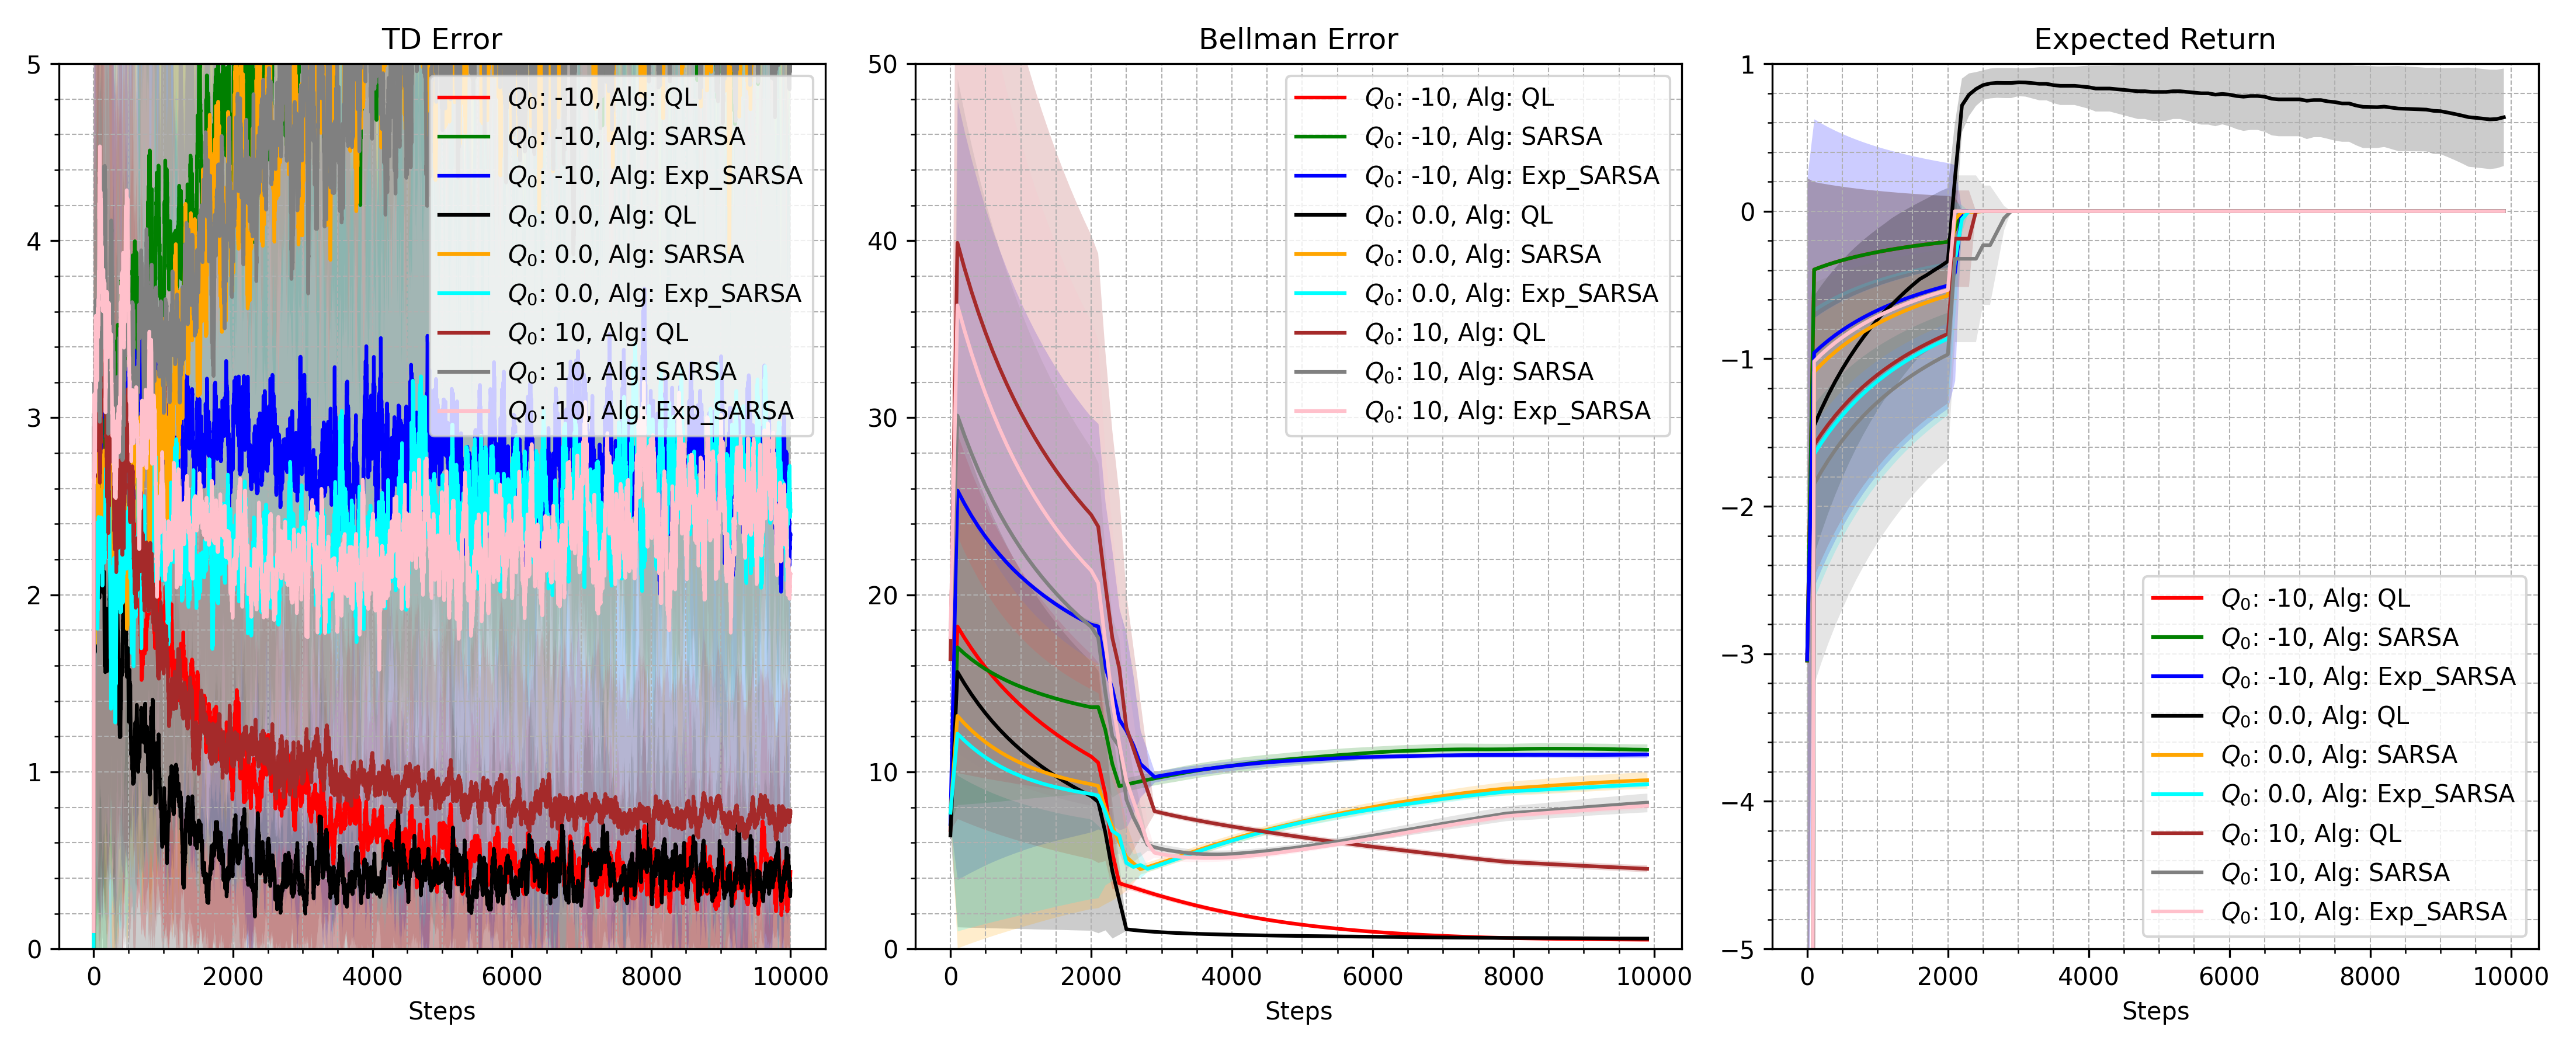 TD Error
5
4
3
2
1
0
0
2000
4000
6000
8000
10000
Steps
Q₀: -10, Alg: QL
Q₀: -10, Alg: SARSA
Q₀: -10, Alg: Exp_SARSA
Q₀: 0.0, Alg: QL
Q₀: 0.0, Alg: SARSA
Q₀: 0.0, Alg: Exp_SARSA
Q₀: 10, Alg: QL
Q₀: 10, Alg: SARSA
Q₀: 10, Alg: Exp_SARSA
Bellman Error
50
40
30
20
10
0
0
2000
4000
6000
8000
10000
Steps
Q₀: -10, Alg: QL
Q₀: -10, Alg: SARSA
Q₀: -10, Alg: Exp_SARSA
Q₀: 0.0, Alg: QL
Q₀: 0.0, Alg: SARSA
Q₀: 0.0, Alg: Exp_SARSA
Q₀: 10, Alg: QL
Q₀: 10, Alg: SARSA
Q₀: 10, Alg: Exp_SARSA
Expected Return
1
0
−1
−2
−3
−4
−5
0
2000
4000
6000
8000
10000
Steps
Q₀: -10, Alg: QL
Q₀: -10, Alg: SARSA
Q₀: -10, Alg: Exp_SARSA
Q₀: 0.0, Alg: QL
Q₀: 0.0, Alg: SARSA
Q₀: 0.0, Alg: Exp_SARSA
Q₀: 10, Alg: QL
Q₀: 10, Alg: SARSA
Q₀: 10, Alg: Exp_SARSA